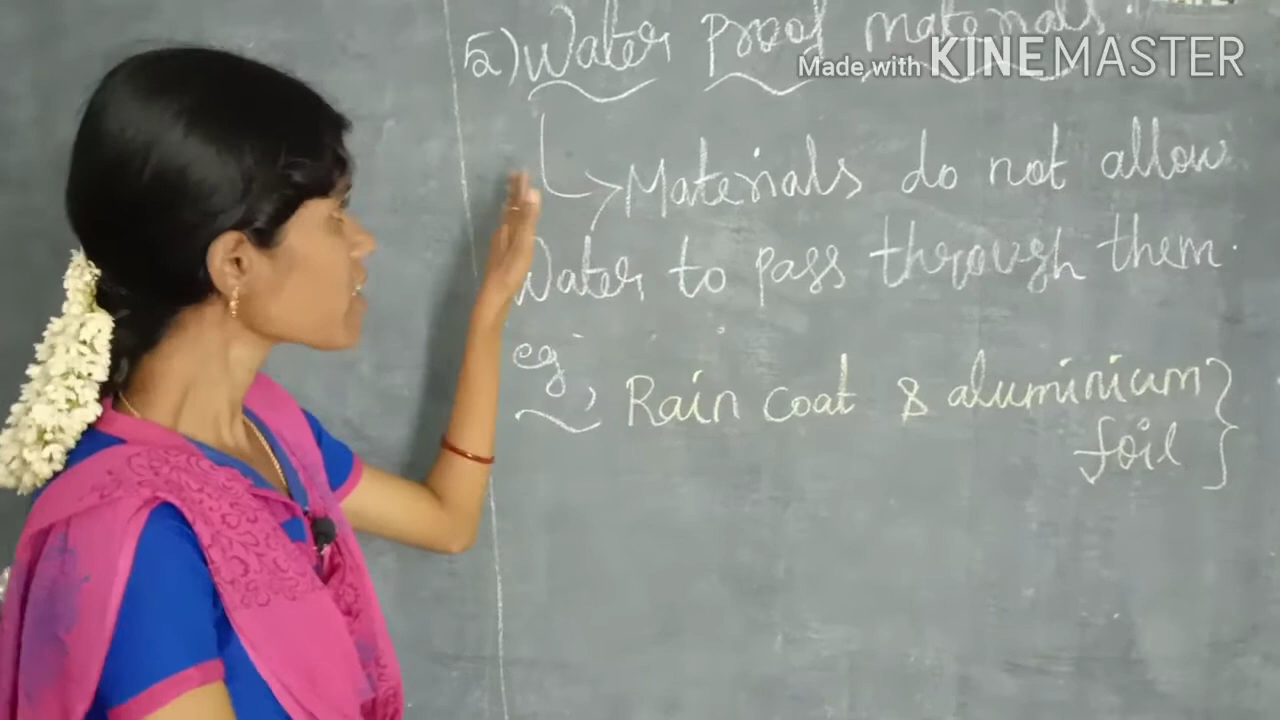 5) Water proof materials.
Made with KINEMASTER
Materials do not allow
Water to pass through them.
eg, Rain coat & aluminium
foil